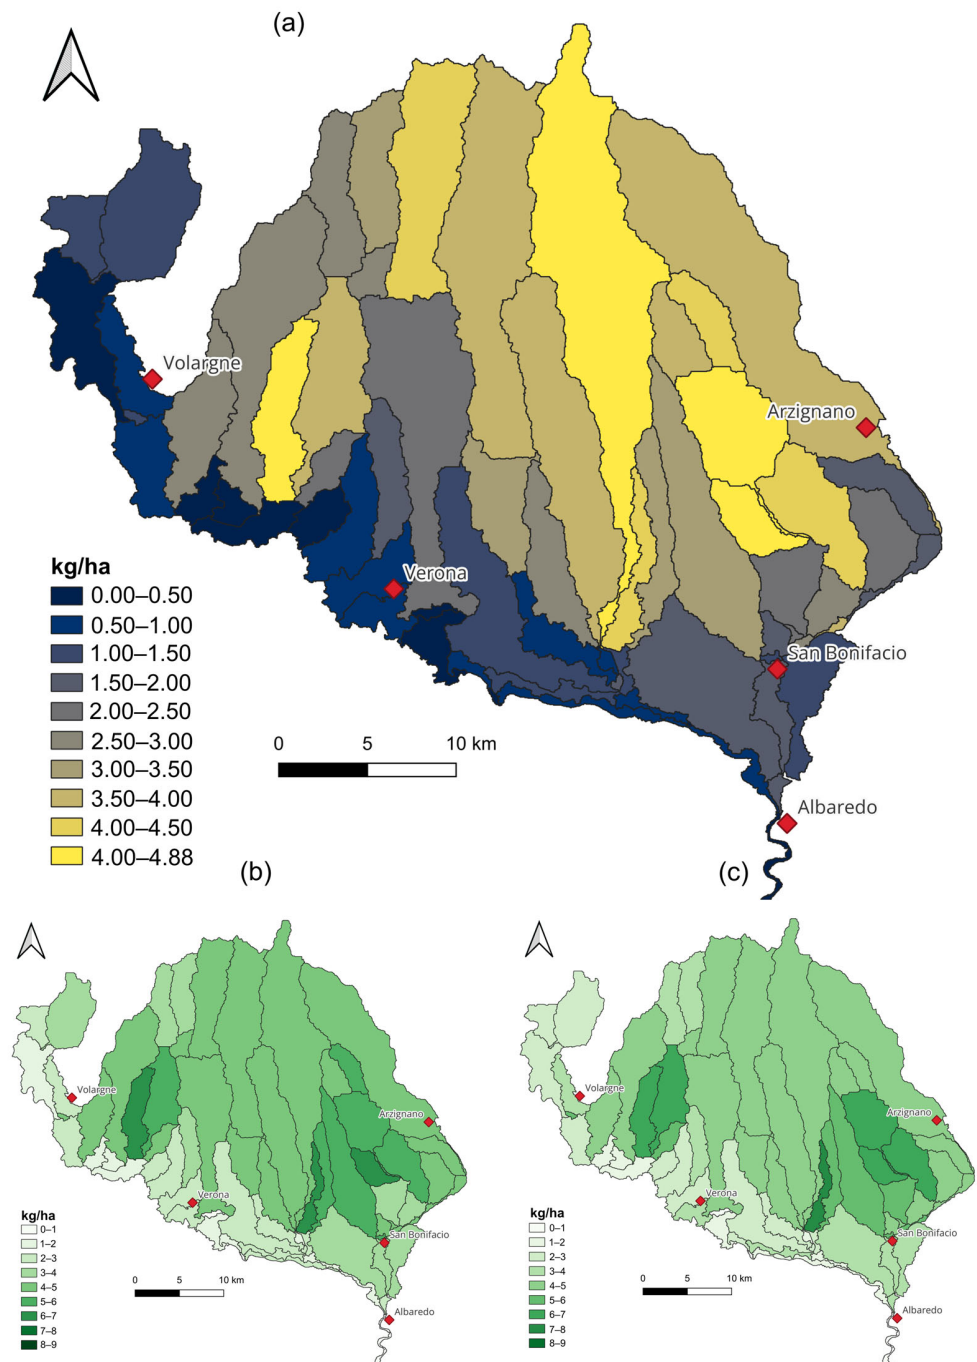 (a)
Volargne
Arzignano
Verona
San Bonifacio
Albaredo
kg/ha
0.00–0.50
0.50–1.00
1.00–1.50
1.50–2.00
2.00–2.50
2.50–3.00
3.00–3.50
3.50–4.00
4.00–4.50
4.00–4.88
0 5 10 km
(b)
Volargne
Arzignano
Verona
San Bonifacio
Albaredo
kg/ha
0–1
1–2
2–3
3–4
4–5
5–6
6–7
7–8
8–9
0 5 10 km
(c)
Volargne
Arzignano
Verona
San Bonifacio
Albaredo
kg/ha
0–1
1–2
2–3
3–4
4–5
5–6
6–7
7–8
8–9
0 5 10 km